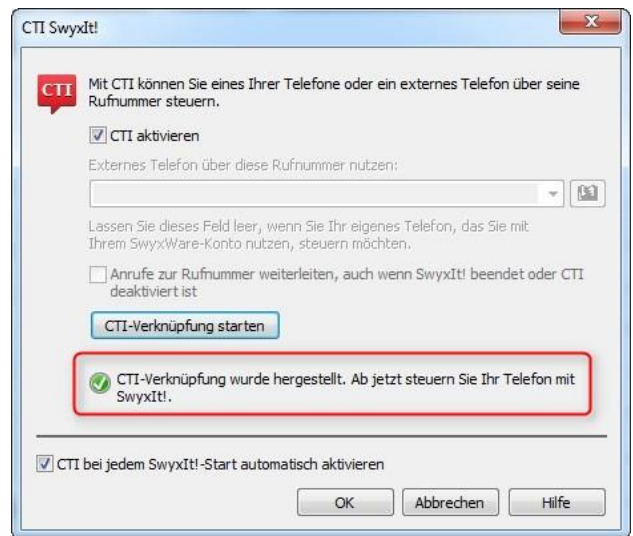 CTI SwyxIt!
CTI
Mit CTI können Sie eines Ihrer Telefone oder ein externes Telefon über seine
Rufnummer steuern.
CTI aktivieren
Externes Telefon über diese Rufnummer nutzen:
Lassen Sie dieses Feld leer, wenn Sie Ihr eigenes Telefon, das Sie mit
Ihrem SwyxWare-Konto nutzen, steuern möchten.
Anrufe zur Rufnummer weiterleiten, auch wenn SwyxIt! beendet oder CTI
deaktiviert ist
CTI-Verknüpfung starten
CTI-Verknüpfung wurde hergestellt. Ab jetzt steuern Sie Ihr Telefon mit
SwyxIt!.
CTI bei jedem SwyxIt!-Start automatisch aktivieren
OK Abbrechen Hilfe